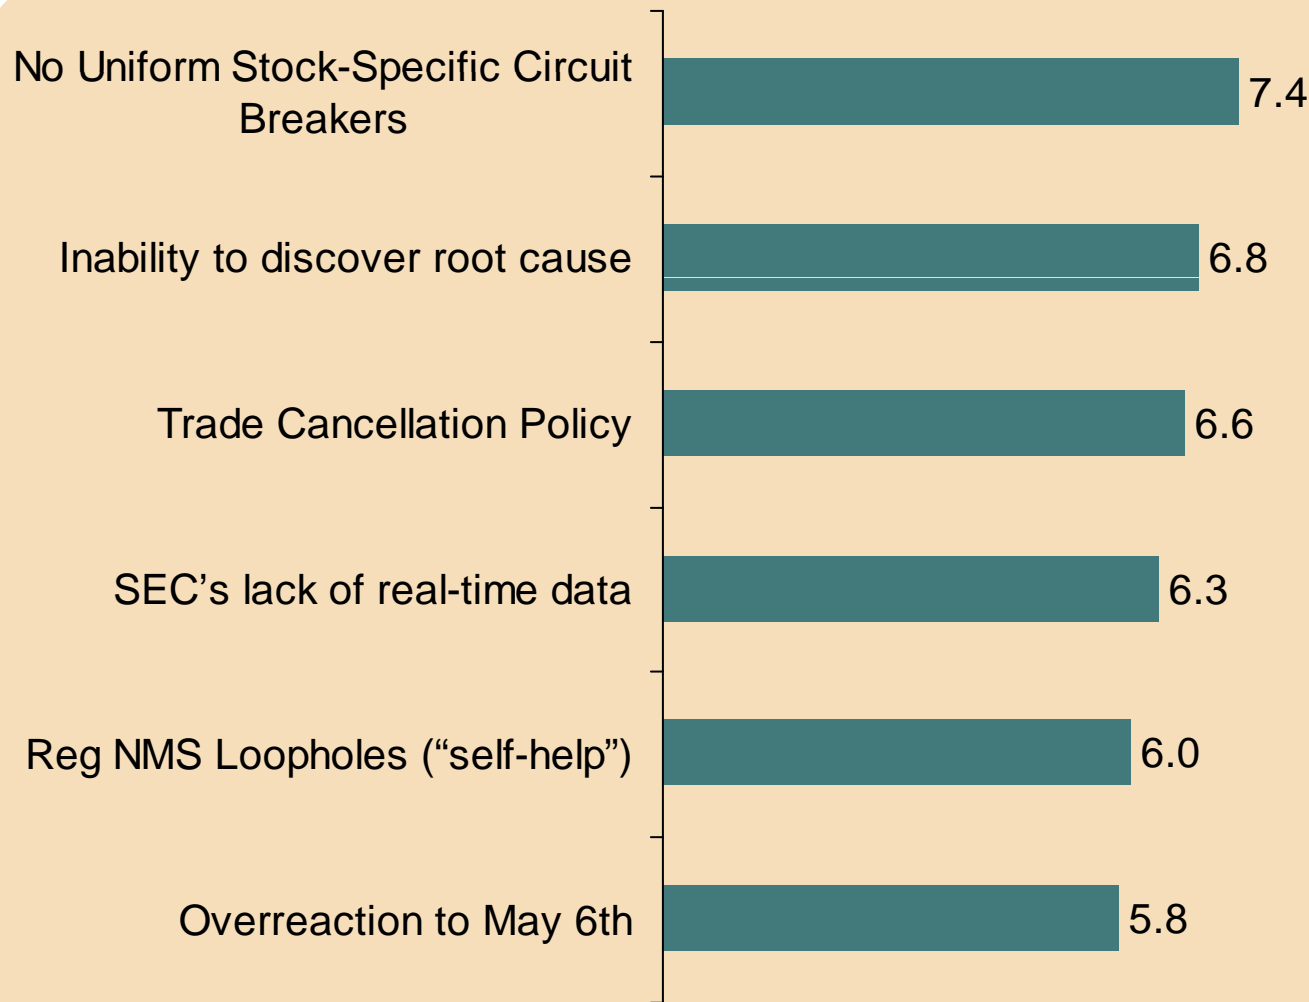 No Uniform Stock-Specific Circuit
Breakers
7.4
Inability to discover root cause
6.8
Trade Cancellation Policy
6.6
SEC’s lack of real-time data
6.3
Reg NMS Loopholes (“self-help”)
6.0
Overreaction to May 6th
5.8